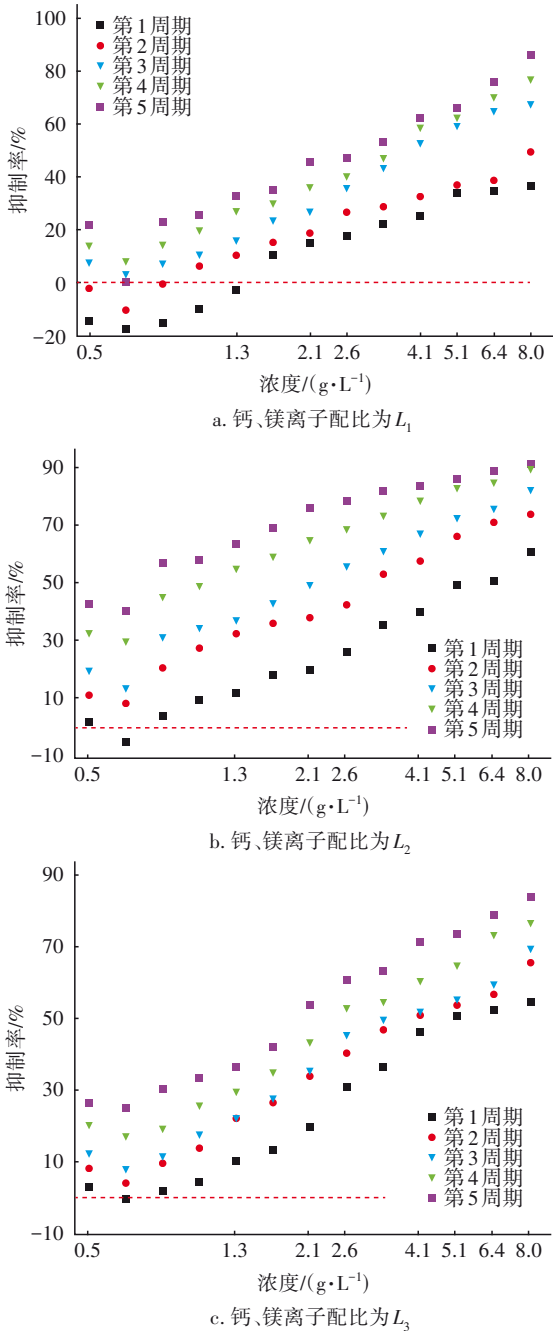 100
80
60
40
20
0
−20
抑制率/%
第1周期
第2周期
第3周期
第4周期
第5周期
0.5 1.3 2.1 2.6 4.1 5.1 6.4 8.0
浓度/(g·L⁻¹)
a. 钙、镁离子配比为L₁
90
70
50
30
10
−10
抑制率/%
第1周期
第2周期
第3周期
第4周期
第5周期
0.5 1.3 2.1 2.6 4.1 5.1 6.4 8.0
浓度/(g·L⁻¹)
b. 钙、镁离子配比为L₂
90
70
50
30
10
−10
抑制率/%
第1周期
第2周期
第3周期
第4周期
第5周期
0.5 1.3 2.1 2.6 4.1 5.1 6.4 8.0
浓度/(g·L⁻¹)
c. 钙、镁离子配比为L₃